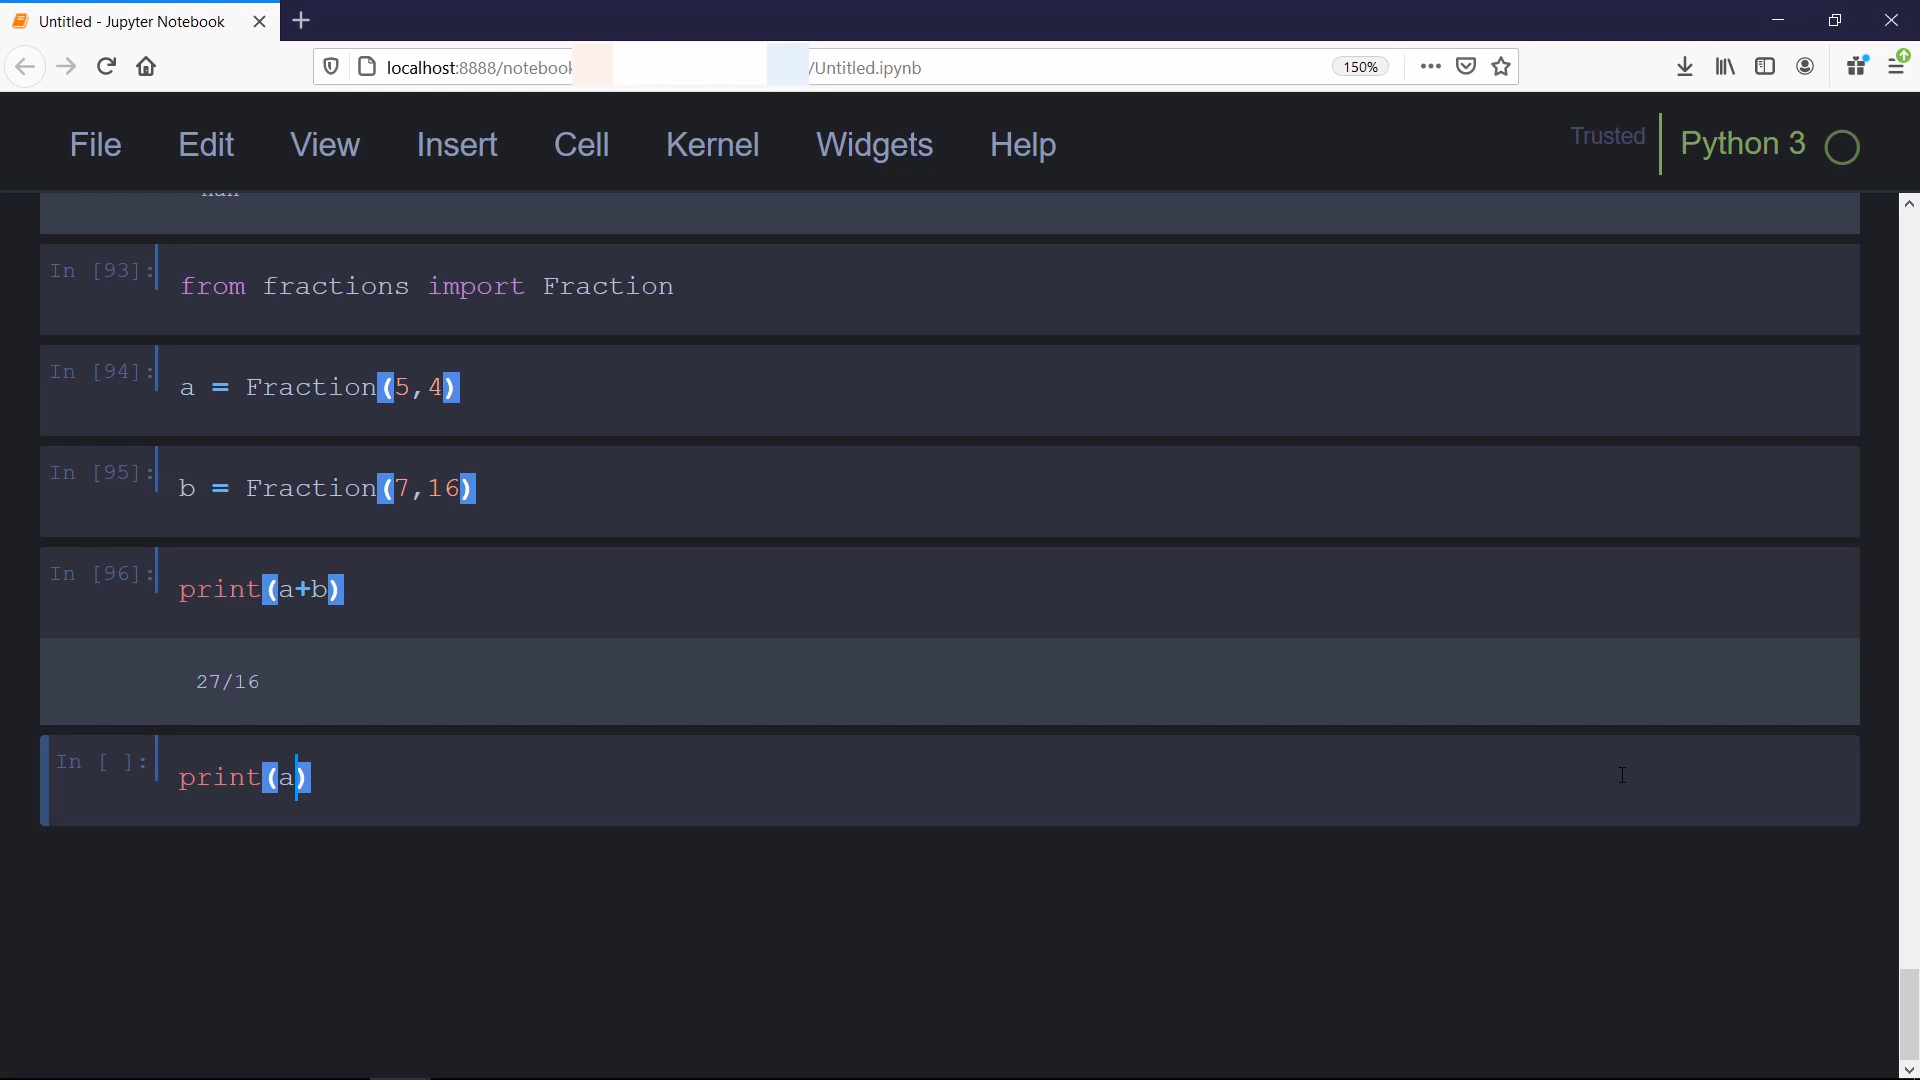 Untitled - Jupyter Notebook
localhost:8888/notebook
/Untitled.ipynb
150%
File Edit View Insert Cell Kernel Widgets Help
Trusted
Python 3
nan
In [93]:
from fractions import Fraction
In [94]:
a = Fraction(5,4)
In [95]:
b = Fraction(7,16)
In [96]:
print(a+b)
27/16
In [ ]:
print(a)